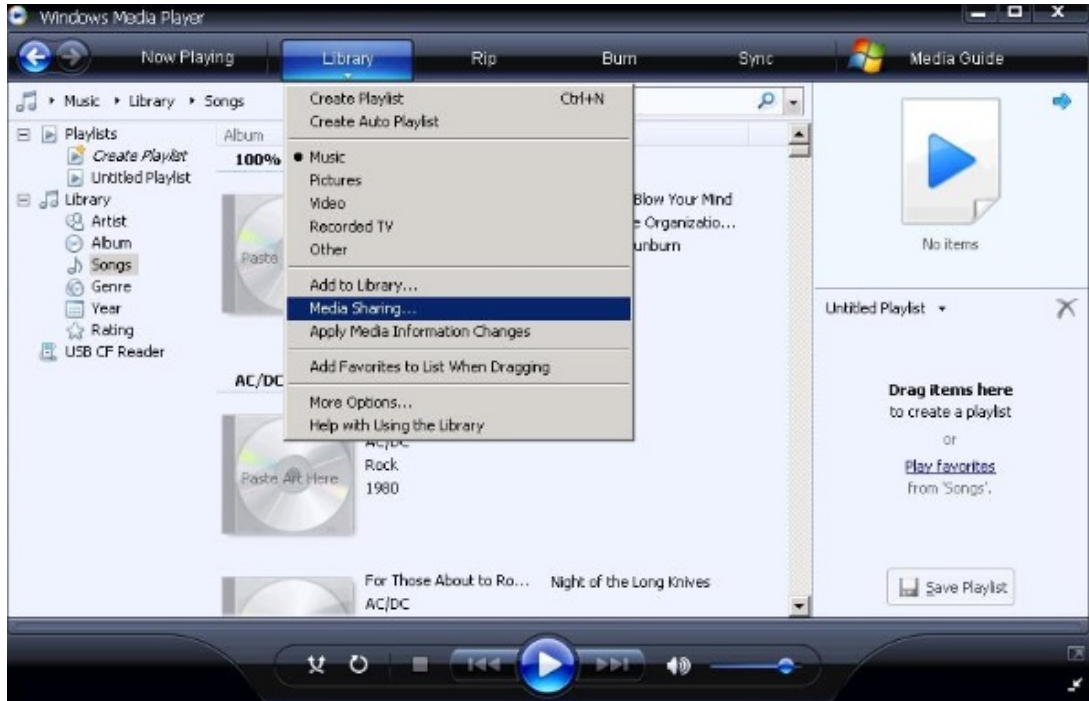 Windows Media Player
Now Playing
Library
Rip
Burn
Sync
Media Guide
Music Library Songs
Playlists
Create Playlist
Untitled Playlist
Library
Artist
Album
Songs
Genre
Year
Rating
USB CF Reader
Album
100%
Paste
AC/DC
Create Playlist Ctrl+N
Create Auto Playlist
Music
Pictures
Video
Recorded TV
Other
Add to Library...
Media Sharing...
Apply Media Information Changes
Add Favorites to List When Dragging
More Options...
Help with Using the Library
Blow Your Mind
e Organizatio...
unburn
AC/DC
Rock
1980
Paste Art Here
For Those About to Ro... Night of the Long Knives
AC/DC
No items
Untitled Playlist
Drag items here
to create a playlist
or
Play favorites
from 'Songs'.
Save Playlist